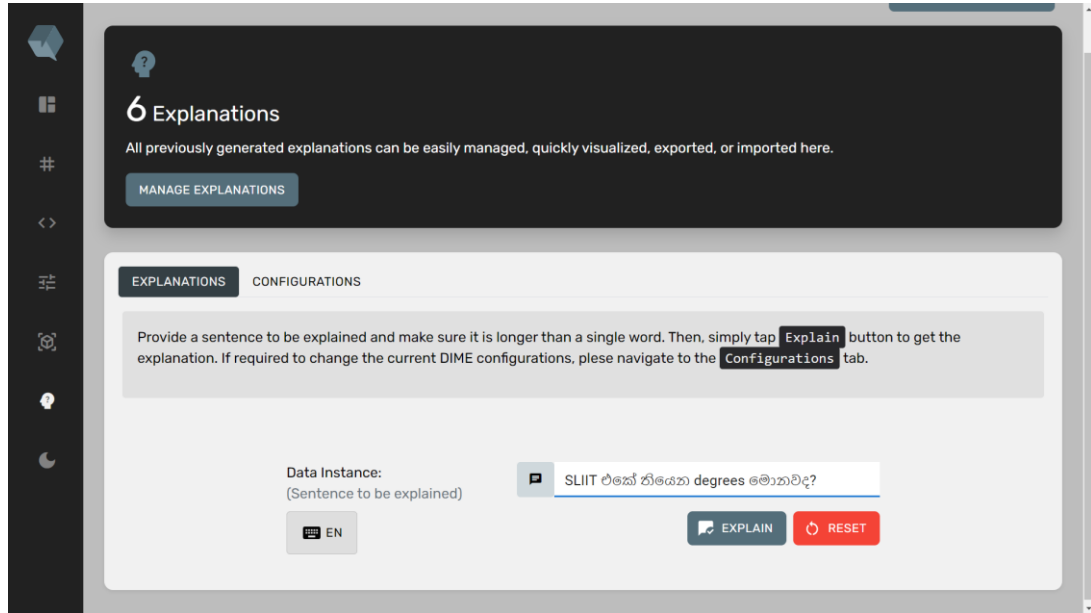 6 Explanations
All previously generated explanations can be easily managed, quickly visualized, exported, or imported here.
MANAGE EXPLANATIONS
EXPLANATIONS CONFIGURATIONS
Provide a sentence to be explained and make sure it is longer than a single word. Then, simply tap Explain button to get the
explanation. If required to change the current DIME configurations, plese navigate to the Configurations tab.
Data Instance:
(Sentence to be explained)
SLIIT එකේ තියෙන degrees මොනවද?
EN
EXPLAIN
RESET